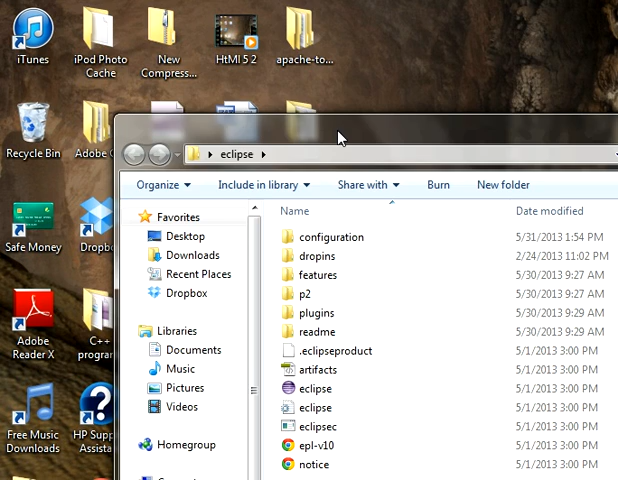 iTunes
iPod Photo
Cache
New
Compress...
HtMl 5 2
apache-to...
Recycle Bin
Adobe
eclipse
Organize
Include in library
Share with
Burn
New folder
Safe Money
Favorites
Desktop
Downloads
Recent Places
Dropbox
Libraries
Documents
Music
Pictures
Videos
Homegroup
Name
Date modified
configuration 5/31/2013 1:54 PM
dropins 2/24/2013 11:02 PM
features 5/30/2013 9:27 AM
p2 5/30/2013 9:27 AM
plugins 5/30/2013 9:29 AM
readme 5/30/2013 9:29 AM
.eclipseproduct 5/1/2013 3:00 PM
artifacts 5/1/2013 3:00 PM
eclipse 5/1/2013 3:00 PM
eclipse 5/1/2013 3:00 PM
eclipsec 5/1/2013 3:00 PM
epl-v10 5/1/2013 3:00 PM
notice 5/1/2013 3:00 PM
Dropbo
Adobe
Reader X
C++
progran
Free Music
Downloads
HP Supp
Assista